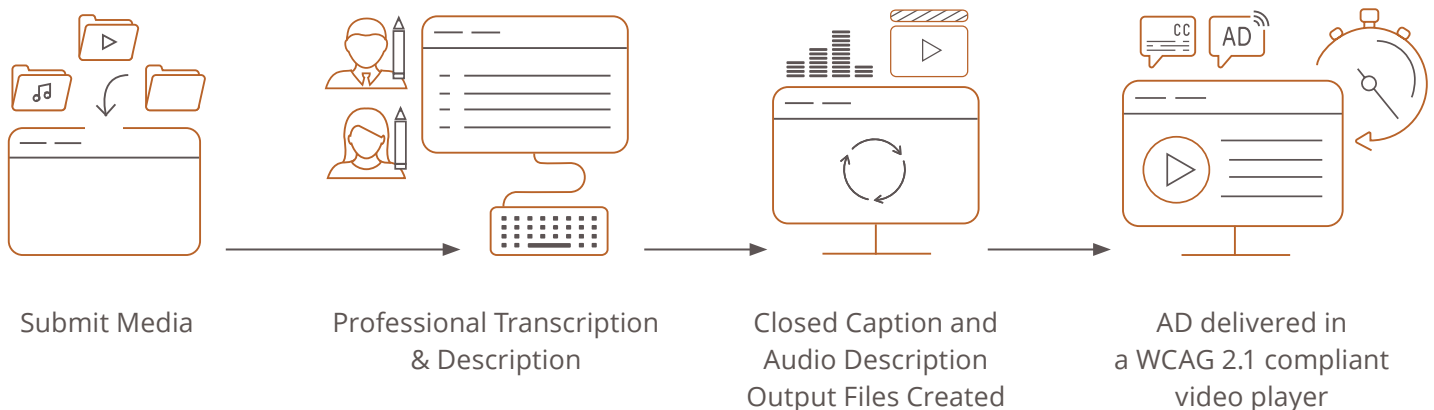 CC
AD
Submit Media
Professional Transcription
& Description
Closed Caption and
Audio Description
Output Files Created
AD delivered in
a WCAG 2.1 compliant
video player